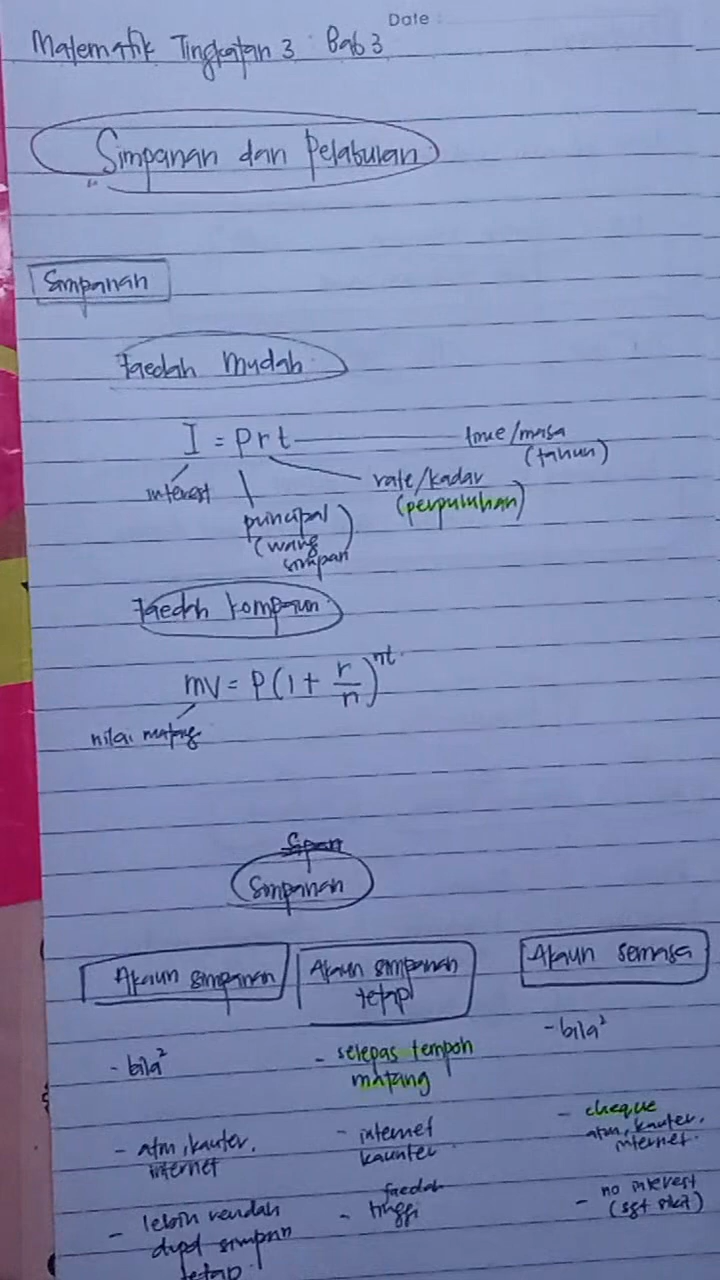 Date :
Matematik Tingkatan 3 : Bab 3
Simpanan dan Pelaburan
Simpanan
Faedah Mudah
I = Prt
time/masa
(tahun)
interest
rate/kadar
(perpuluhan)
principal
(wang
simpan)
Faedah kompaun
MV = P(1 + r/n)^nt
nilai matang
Simpanan
Akaun simpanan
Akaun simpanan
tetap
Akaun semasa
- bila²
- selepas tempoh
matang
- bila²
- atm, kaunter,
internet
- internet
kaunter
- cheque
atm, kaunter,
internet.
- lebih rendah
dvpd simpan
tetap.
- faedah
tinggi
- no interest
(sgt skit)